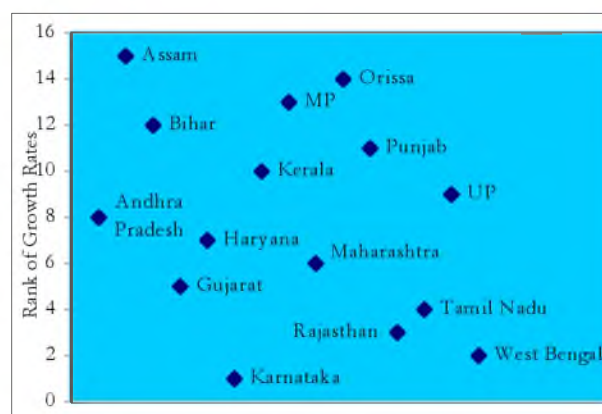 Rank of Growth Rates
16
14
12
10
8
6
4
2
0
Assam
Orissa
MP
Bihar
Punjab
Kerala
UP
Andhra
Pradesh
Haryana
Maharashtra
Gujarat
Tamil Nadu
Rajasthan
West Bengal
Karnataka